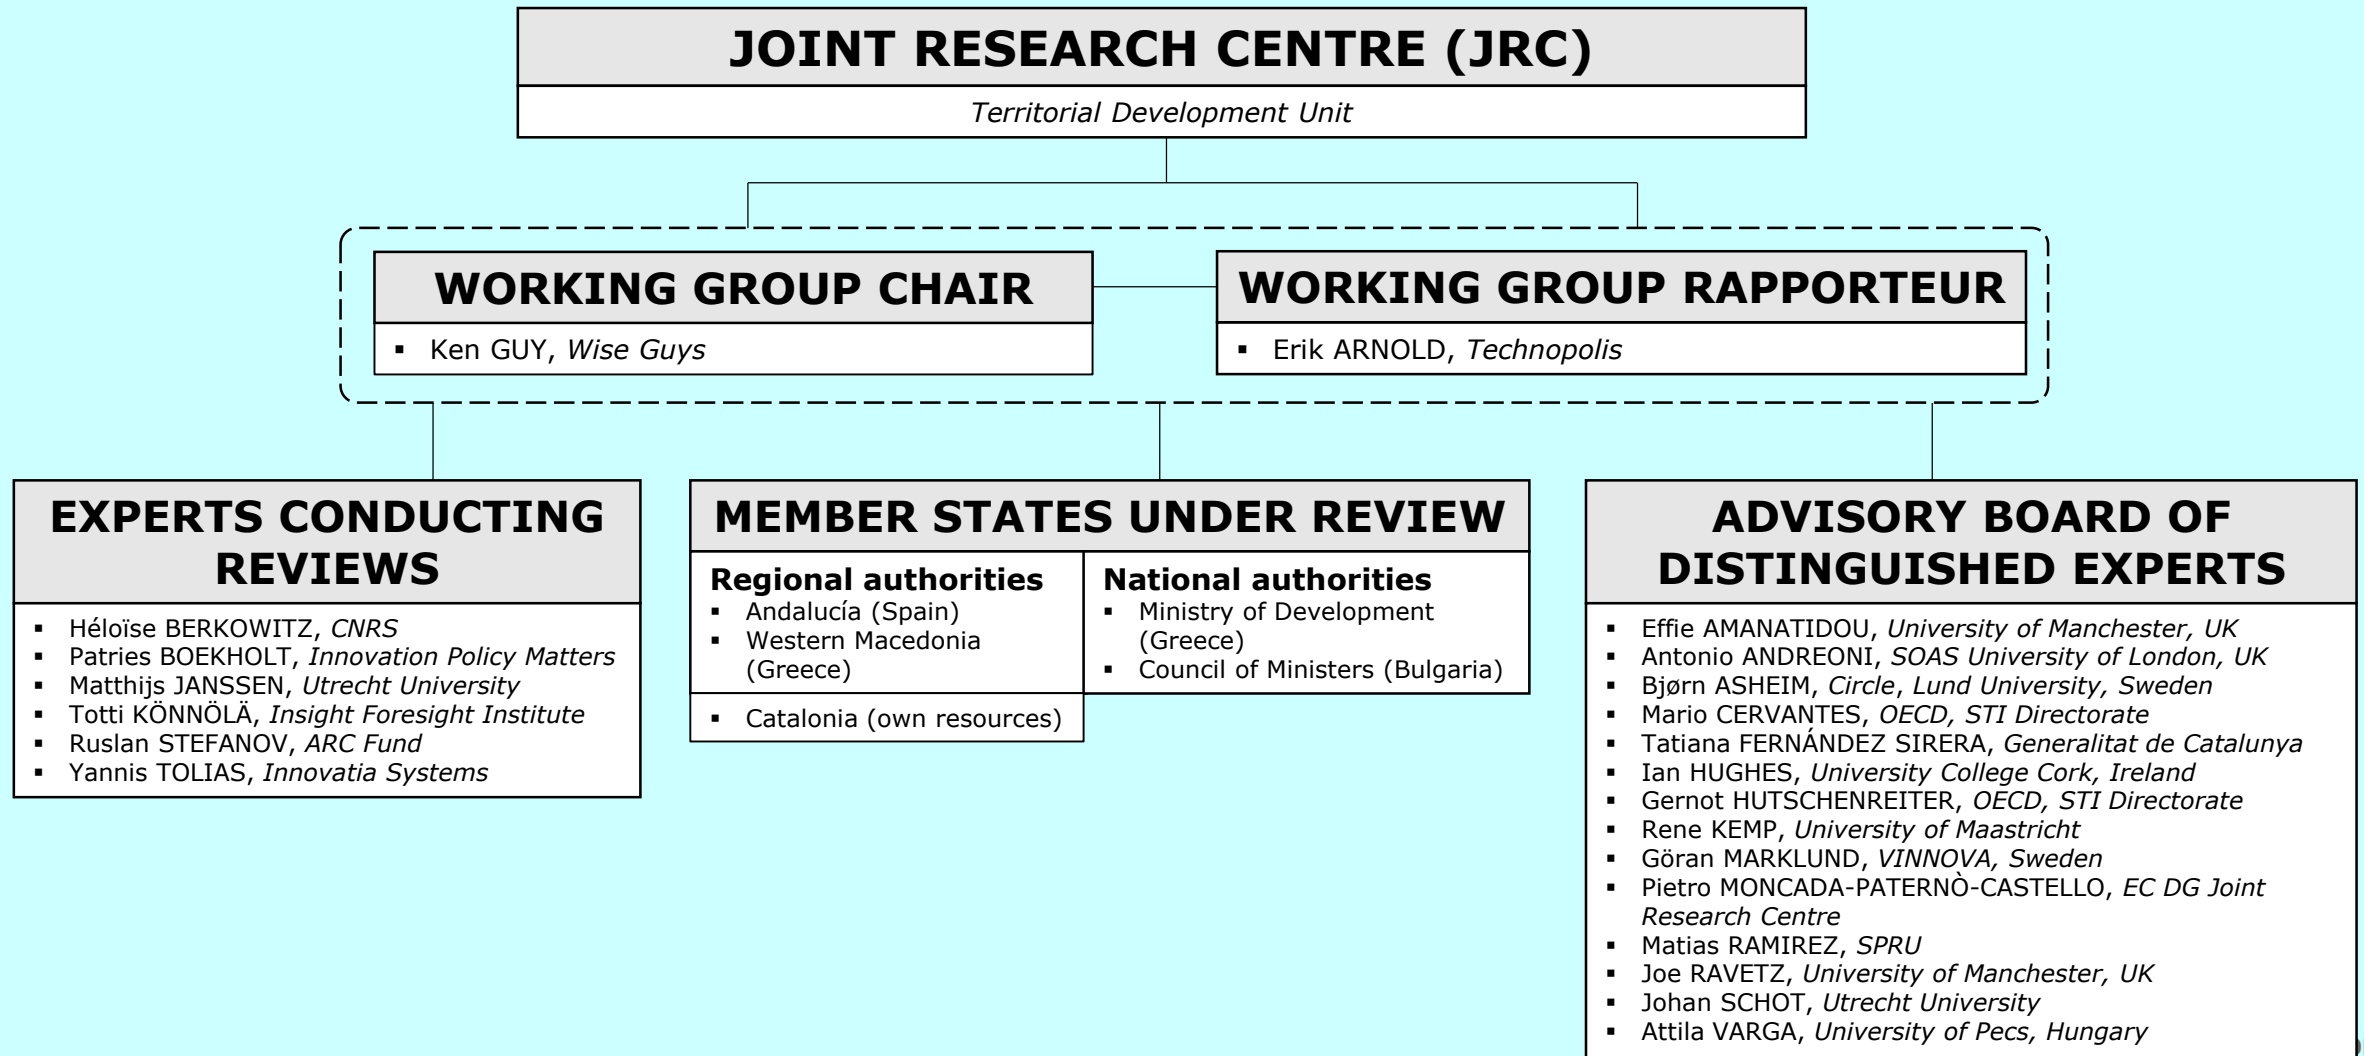 JOINT RESEARCH CENTRE (JRC)
Territorial Development Unit
WORKING GROUP CHAIR
▪ Ken GUY, Wise Guys
WORKING GROUP RAPPORTEUR
▪ Erik ARNOLD, Technopolis
EXPERTS CONDUCTING
REVIEWS
▪ Héloïse BERKOWITZ, CNRS
▪ Patries BOEKHOLT, Innovation Policy Matters
▪ Matthijs JANSSEN, Utrecht University
▪ Totti KÖNNÖLÄ, Insight Foresight Institute
▪ Ruslan STEFANOV, ARC Fund
▪ Yannis TOLIAS, Innovatia Systems
MEMBER STATES UNDER REVIEW
Regional authorities
▪ Andalucía (Spain)
▪ Western Macedonia
(Greece)
▪ Catalonia (own resources)
National authorities
▪ Ministry of Development
(Greece)
▪ Council of Ministers (Bulgaria)
ADVISORY BOARD OF
DISTINGUISHED EXPERTS
▪ Effie AMANATIDOU, University of Manchester, UK
▪ Antonio ANDREONI, SOAS University of London, UK
▪ Bjørn ASHEIM, Circle, Lund University, Sweden
▪ Mario CERVANTES, OECD, STI Directorate
▪ Tatiana FERNÁNDEZ SIRERA, Generalitat de Catalunya
▪ Ian HUGHES, University College Cork, Ireland
▪ Gernot HUTSCHENREITER, OECD, STI Directorate
▪ Rene KEMP, University of Maastricht
▪ Göran MARKLUND, VINNOVA, Sweden
▪ Pietro MONCADA-PATERNÒ-CASTELLO, EC DG Joint
Research Centre
▪ Matias RAMIREZ, SPRU
▪ Joe RAVETZ, University of Manchester, UK
▪ Johan SCHOT, Utrecht University
▪ Attila VARGA, University of Pecs, Hungary